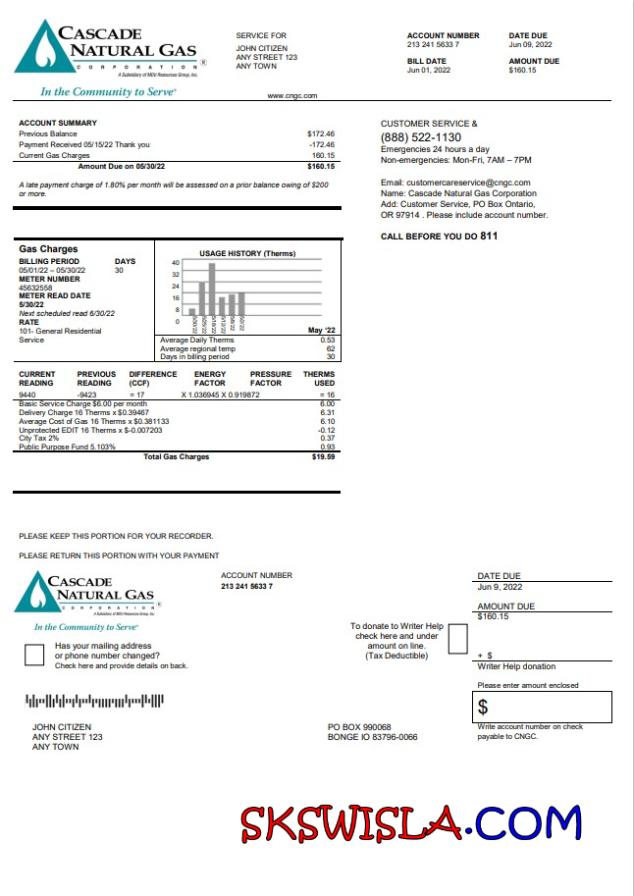 CASCADE
NATURAL GAS ®
CORPORATION
A Subsidiary of MDU Resources Group, Inc.
In the Community to Serve®
SERVICE FOR
JOHN CITIZEN
ANY STREET 123
ANY TOWN
ACCOUNT NUMBER
213 241 5633 7
DATE DUE
Jun 09, 2022
BILL DATE
Jun 01, 2022
AMOUNT DUE
$160.15
www.cngc.com
ACCOUNT SUMMARY
Previous Balance $172.46
Payment Received 05/15/22 Thank you -172.46
Current Gas Charges 160.15
Amount Due on 05/30/22 $160.15
A late payment charge of 1.80% per month will be assessed on a prior balance owing of $200
or more.
CUSTOMER SERVICE &
(888) 522-1130
Emergencies 24 hours a day
Non-emergencies: Mon-Fri, 7AM – 7PM
Email: customercareservice@cngc.com
Name: Cascade Natural Gas Corporation
Add: Customer Service, PO Box Ontario,
OR 97914 . Please include account number.
CALL BEFORE YOU DO 811
Gas Charges
BILLING PERIOD DAYS
05/01/22 – 05/30/22 30
METER NUMBER
45632558
METER READ DATE
5/30/22
Next scheduled read 6/30/22
RATE
101- General Residential
Service
USAGE HISTORY (Therms)
40
32
24
16
8
0
May '22
Average Daily Therms 0.53
Average regional temp 62
Days in billing period 30
CURRENT READING PREVIOUS READING DIFFERENCE (CCF) ENERGY FACTOR PRESSURE FACTOR THERMS USED
9440 -9423 = 17 X 1.036945 X 0.919872 = 16
Basic Service Charge $6.00 per month 6.00
Delivery Charge 16 Therms x $0.39467 6.31
Average Cost of Gas 16 Therms x $0.381133 6.10
Unprotected EDIT 16 Therms x $-0.007203 -0.12
City Tax 2% 0.37
Public Purpose Fund 5.103% 0.93
Total Gas Charges $19.59
PLEASE KEEP THIS PORTION FOR YOUR RECORDER.
PLEASE RETURN THIS PORTION WITH YOUR PAYMENT
CASCADE
NATURAL GAS ®
CORPORATION
A Subsidiary of MDU Resources Group, Inc.
In the Community to Serve®
ACCOUNT NUMBER
213 241 5633 7
DATE DUE
Jun 9, 2022
AMOUNT DUE
$160.15
Has your mailing address
or phone number changed?
Check here and provide details on back.
To donate to Writer Help
check here and under
amount on line.
(Tax Deductible)
+ $
Writer Help donation
Please enter amount enclosed
$
Write account number on check
payable to CNGC.
JOHN CITIZEN
ANY STREET 123
ANY TOWN
PO BOX 990068
BONGE IO 83796-0066
SKSWISLA.COM